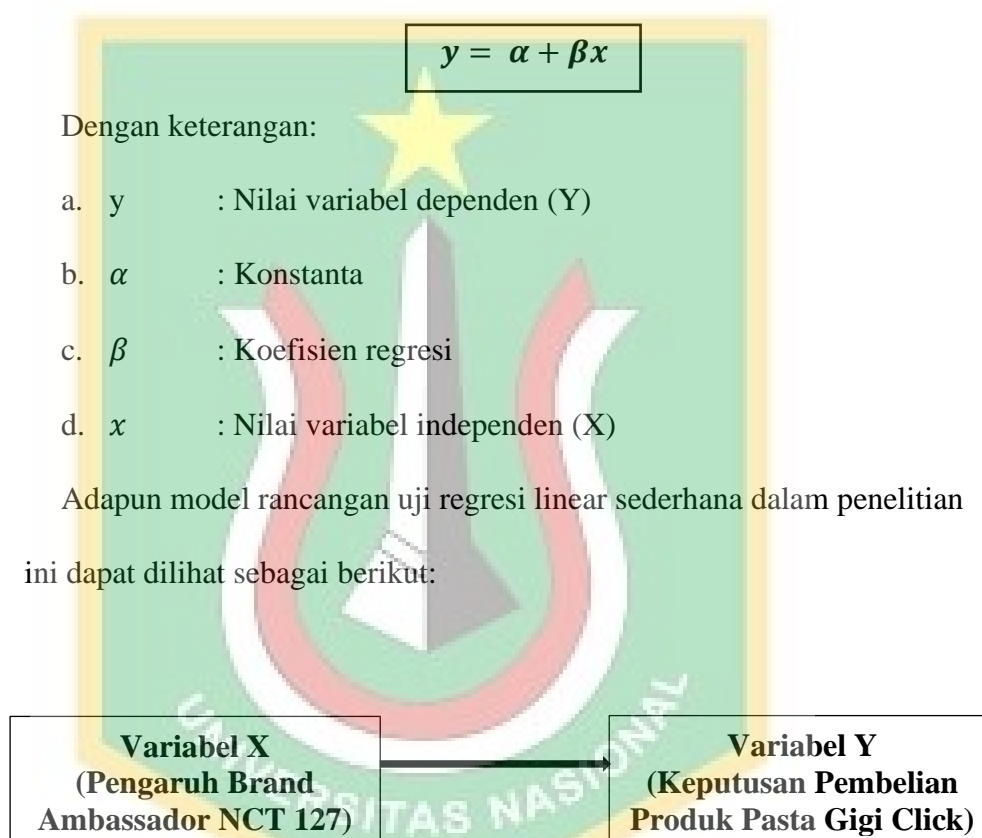 y = α + βx
Dengan keterangan:
a. y : Nilai variabel dependen (Y)
b. α : Konstanta
c. β : Koefisien regresi
d. x : Nilai variabel independen (X)
Adapun model rancangan uji regresi linear sederhana dalam penelitian
ini dapat dilihat sebagai berikut:
Variabel X
(Pengaruh Brand
Ambassador NCT 127)
Variabel Y
(Keputusan Pembelian
Produk Pasta Gigi Click)
UNIVERSITAS NASIONAL